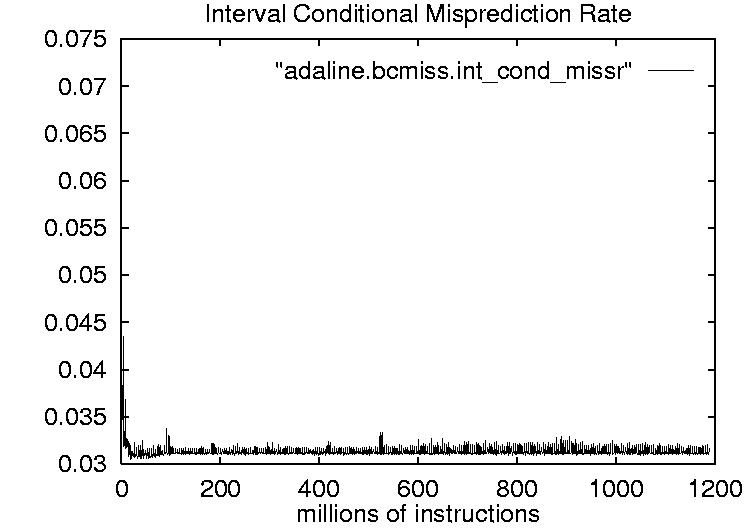 Interval Conditional Misprediction Rate
0.075
"adaline.bcmiss.int_cond_missr"
0.07
0.065
0.06
0.055
0.05
0.045
0.04
0.035
0.03
0 200 400 600 800 1000 1200
millions of instructions